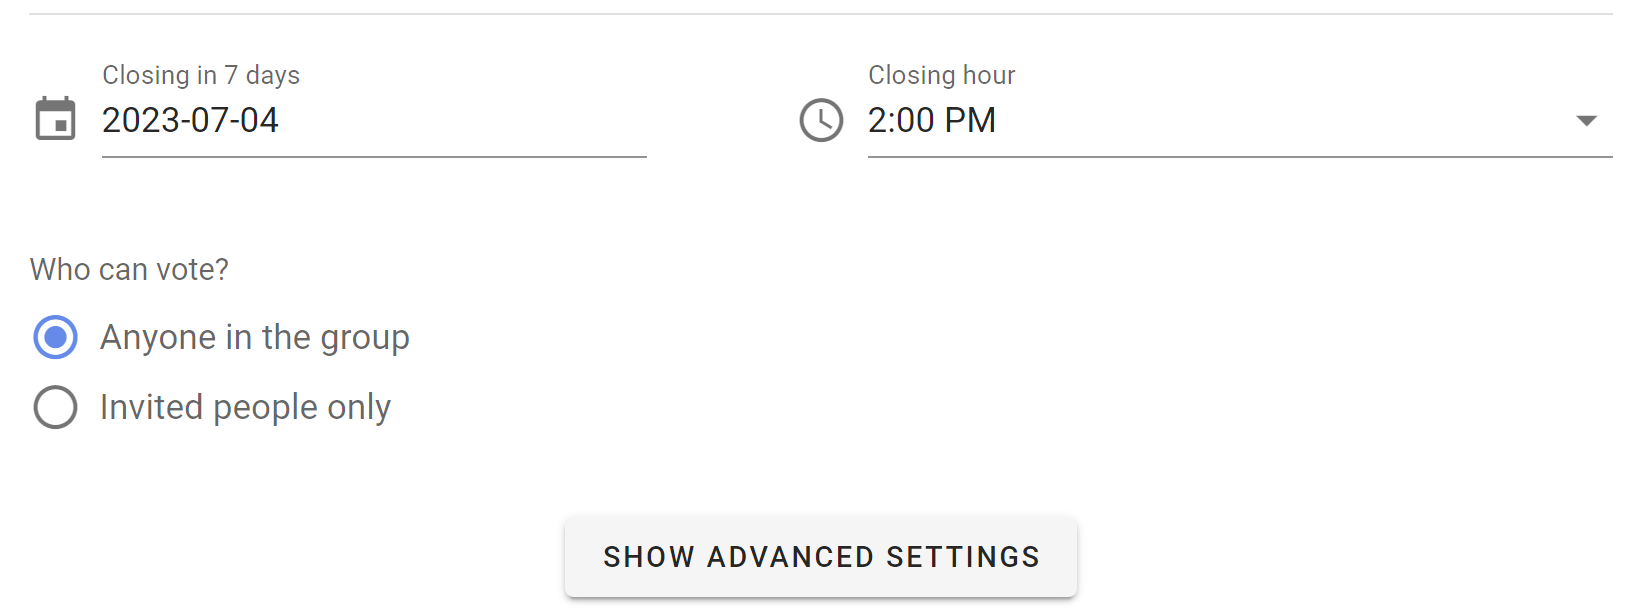 Closing in 7 days
2023-07-04
Closing hour
2:00 PM
Who can vote?
Anyone in the group
Invited people only
SHOW ADVANCED SETTINGS